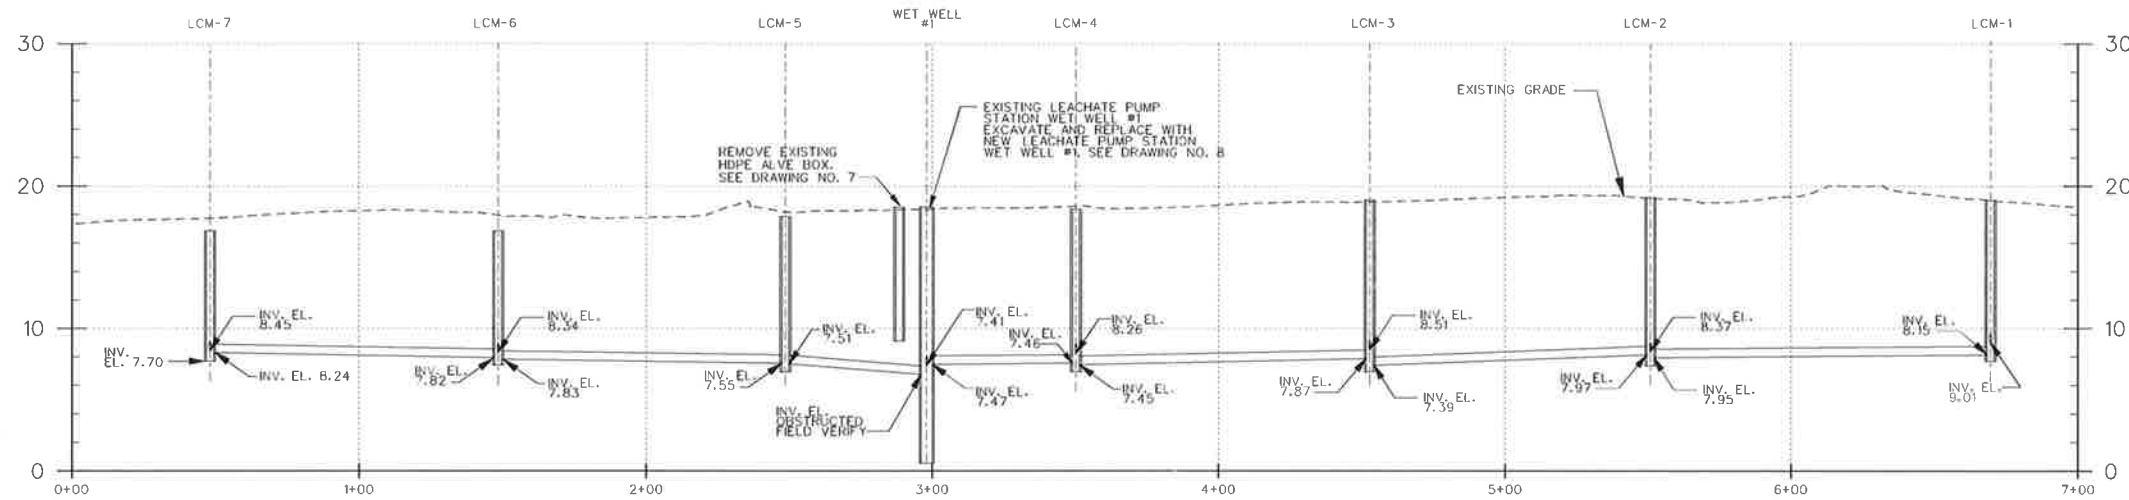 LCM-7
LCM-6
LCM-5
WET WELL
#1
LCM-4
LCM-3
LCM-2
LCM-1
30
30
EXISTING GRADE
EXISTING LEACHATE PUMP
STATION WET WELL #1
EXCAVATE AND REPLACE WITH
NEW LEACHATE PUMP STATION
WET WELL #1. SEE DRAWING NO. 8
REMOVE EXISTING
HDPE ALVE BOX.
SEE DRAWING NO. 7
20
20
INV. EL.
8.45
INV. EL.
8.34
INV. EL.
7.51
INV. EL.
7.41
INV. EL.
7.46
INV. EL.
8.26
INV. EL.
8.51
INV. EL.
8.37
INV. EL.
8.15
10
10
INV.
EL. 7.70
INV. EL. 8.24
INV. EL.
7.82
INV. EL.
7.83
INV. EL.
7.55
INV. EL.
OBSTRUCTED
FIELD VERIFY
INV. EL.
7.47
INV. EL.
7.45
INV. EL.
7.87
INV. EL.
7.39
INV. EL.
7.97
INV. EL.
7.95
INV. EL.
9.01
0
0
0+00
1+00
2+00
3+00
4+00
5+00
6+00
7+00